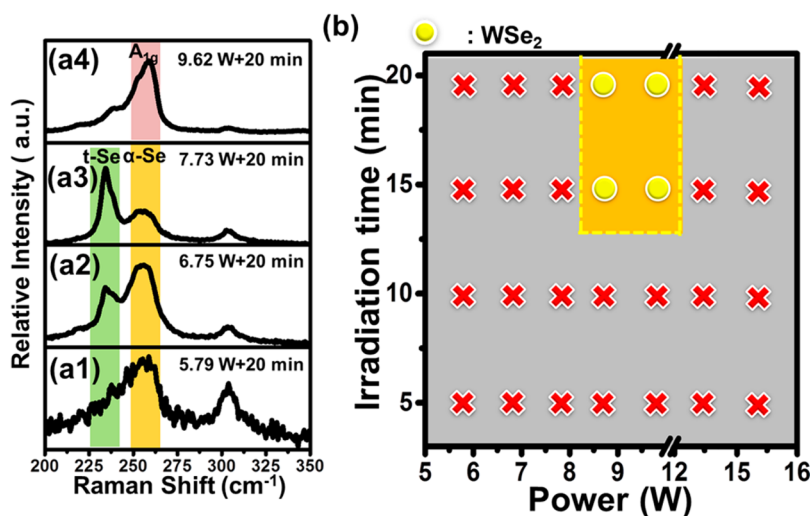 (a4)
A1g
9.62 W+20 min
t-Se α-Se
(a3)
7.73 W+20 min
(a2)
6.75 W+20 min
(a1)
5.79 W+20 min
Relative Intensity ( a.u.)
200 225 250 275 300 325 350
Raman Shift (cm-1)
(b)
: WSe2
20
15
10
5
Irradiation time (min)
5 6 7 8 9 12 15 16
Power (W)